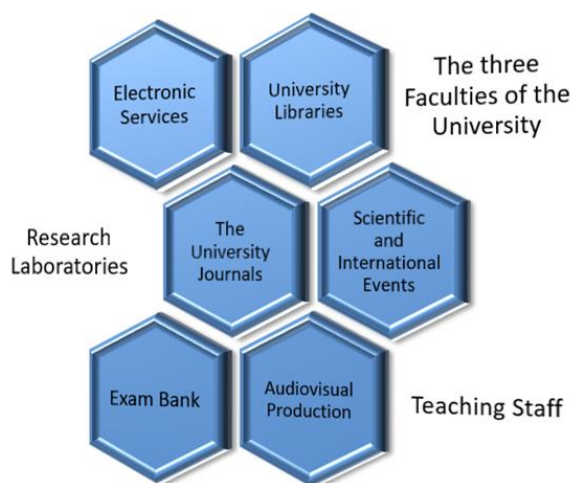 Electronic
Services
University
Libraries
The three
Faculties of the
University
Research
Laboratories
The
University
Journals
Scientific
and
International
Events
Exam Bank
Audiovisual
Production
Teaching Staff